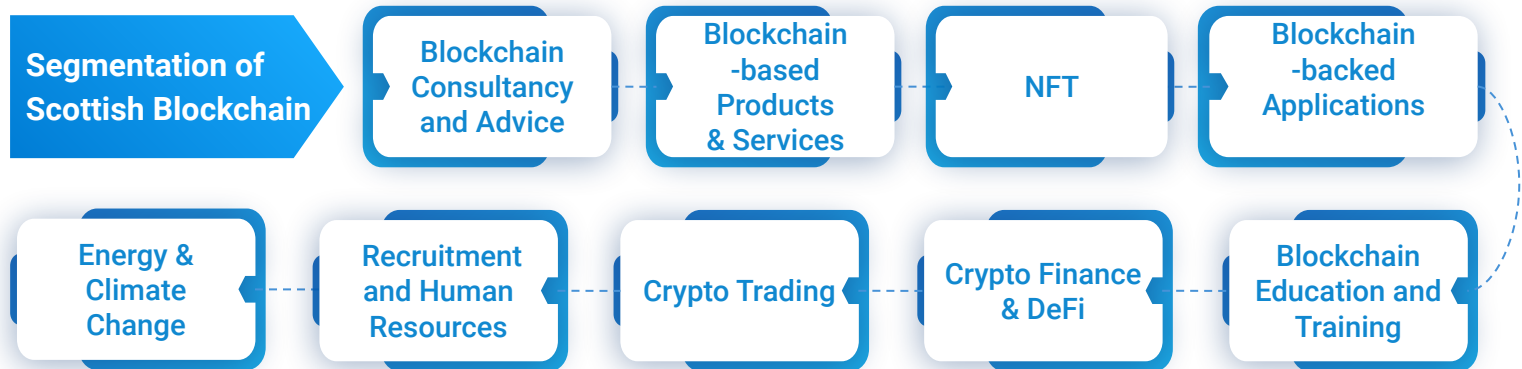 Segmentation of
Scottish Blockchain
Blockchain
Consultancy
and Advice
Blockchain
-based
Products
& Services
NFT
Blockchain
-backed
Applications
Blockchain
Education and
Training
Crypto Finance
& DeFi
Crypto Trading
Recruitment
and Human
Resources
Energy &
Climate
Change